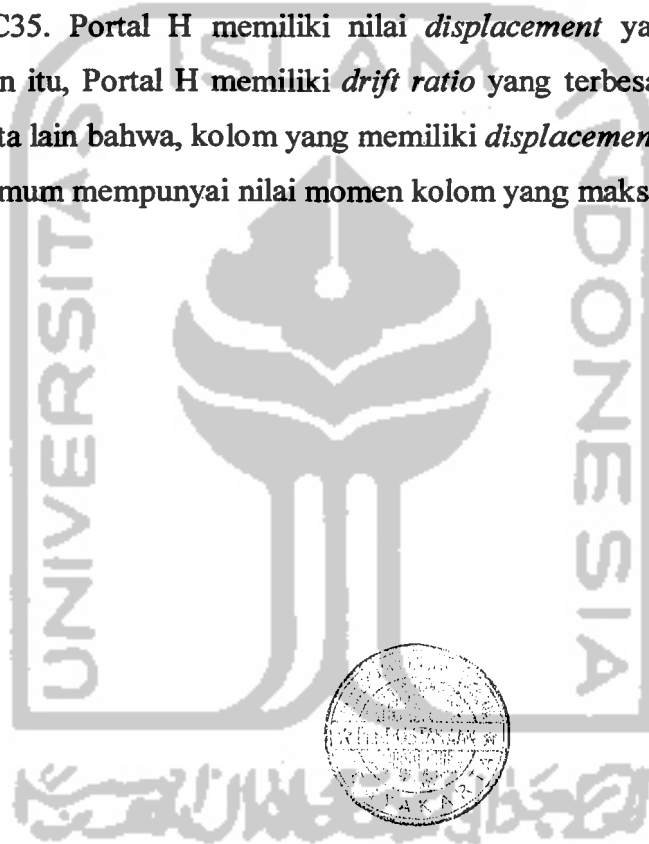 C35. Portal H memiliki nilai displacement ya
n itu, Portal H memiliki drift ratio yang terbesa
ta lain bahwa, kolom yang memiliki displacemen
mum mempunyai nilai momen kolom yang maks
ISLAM
UNIVERSITAS
INDONESIA